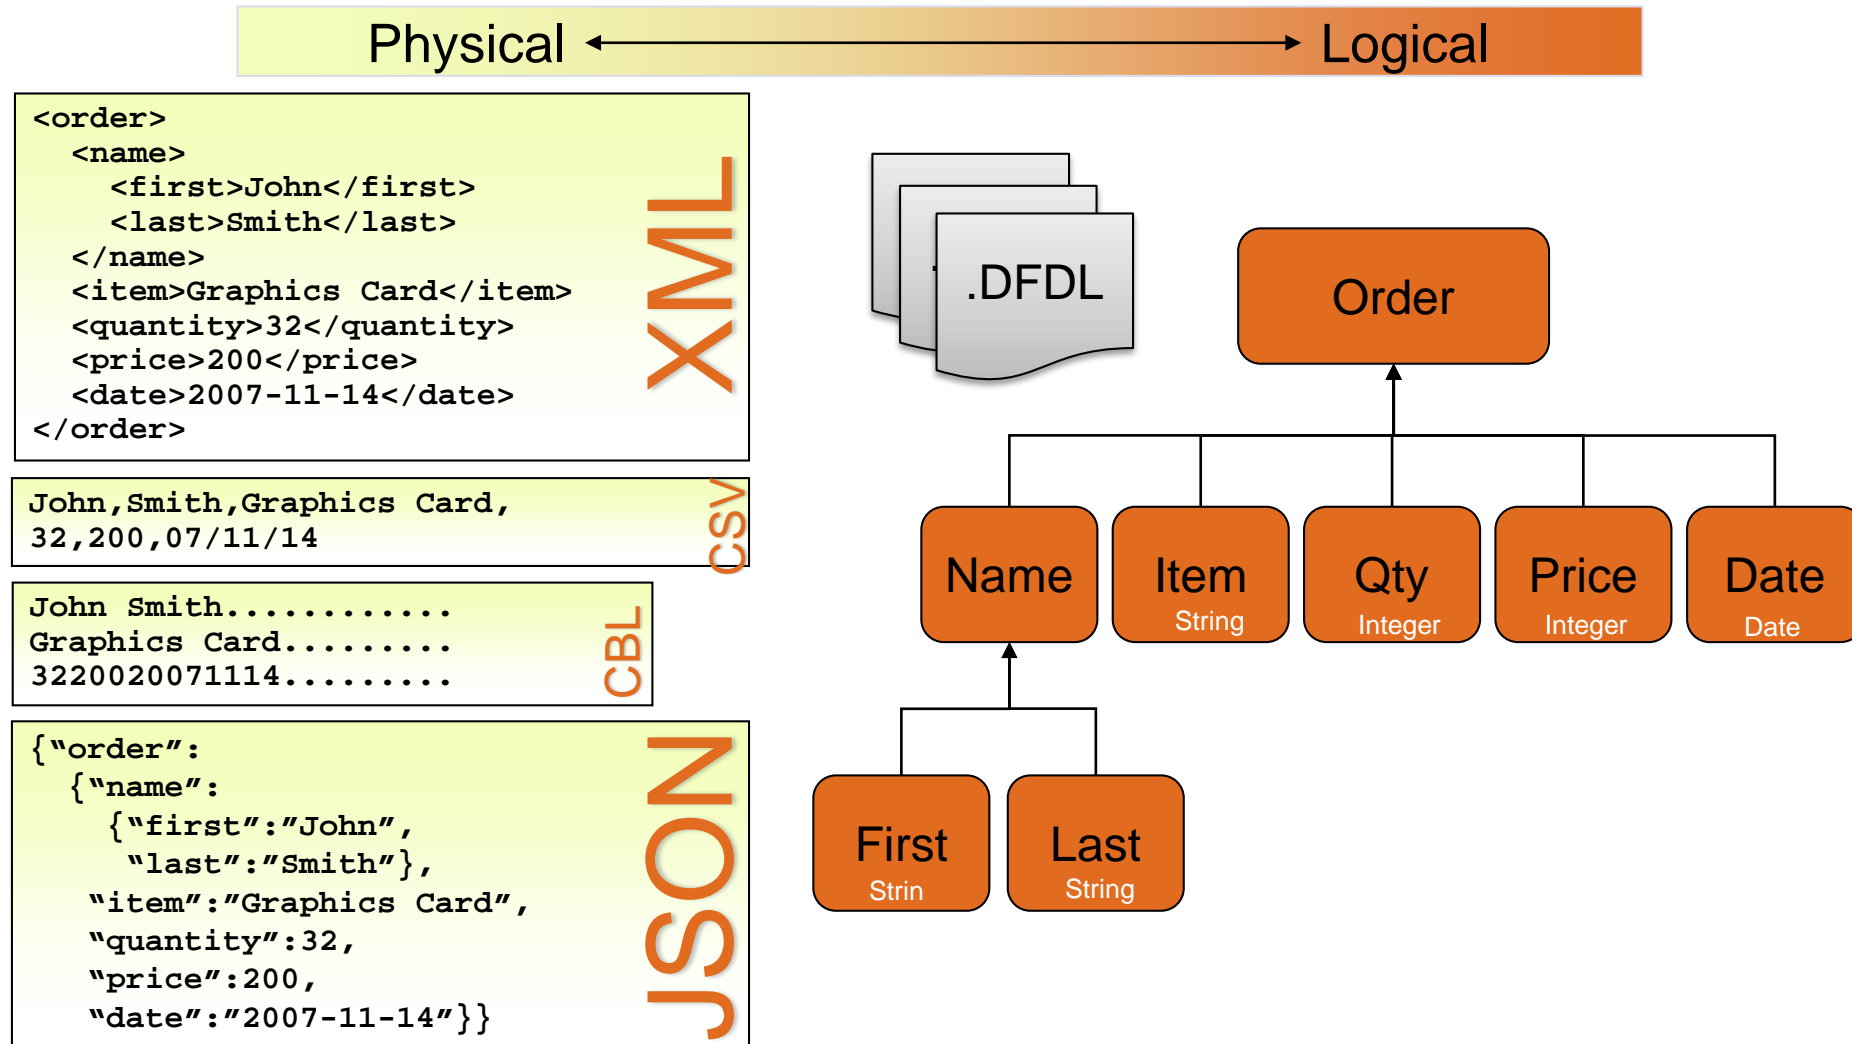 Physical
Logical
<order>
  <name>
    <first>John</first>
    <last>Smith</last>
  </name>
  <item>Graphics Card</item>
  <quantity>32</quantity>
  <price>200</price>
  <date>2007-11-14</date>
</order>
XML
John,Smith,Graphics Card,
32,200,07/11/14
CSV
John Smith............
Graphics Card.........
3220020071114.........
CBL
{“order”:
  {“name”:
    {“first”:”John”,
     “last”:”Smith”},
   “item”:”Graphics Card”,
   “quantity”:32,
   “price”:200,
   “date”:”2007-11-14”}}
JSON
.DFDL
Order
Name
Item
String
Qty
Integer
Price
Integer
Date
Date
First
Strin
Last
String